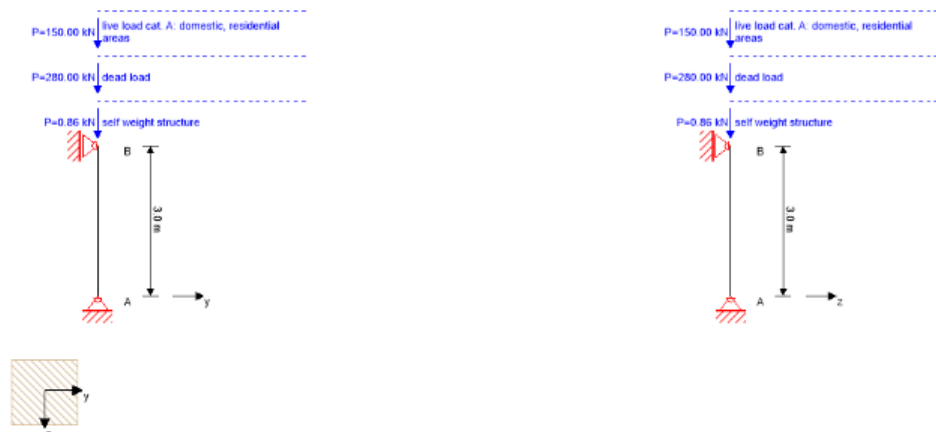 P=150.00 kN live load cat. A: domestic, residential
areas
P=280.00 kN dead load
P=0.86 kN self weight structure
B
3.0 m
A
y
P=150.00 kN live load cat. A: domestic, residential
areas
P=280.00 kN dead load
P=0.86 kN self weight structure
B
3.0 m
A
z
y